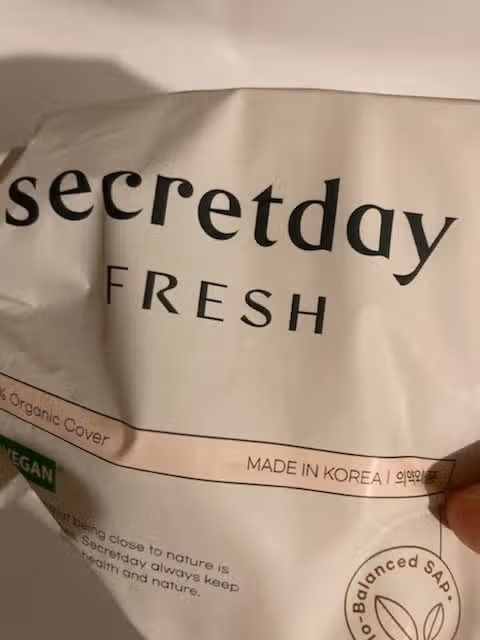 secretday
FRESH
% Organic Cover
MADE IN KOREA | 의약외품
VEGAN
being close to nature is
Secretday always keep
health and nature.
o-Balanced SAP*